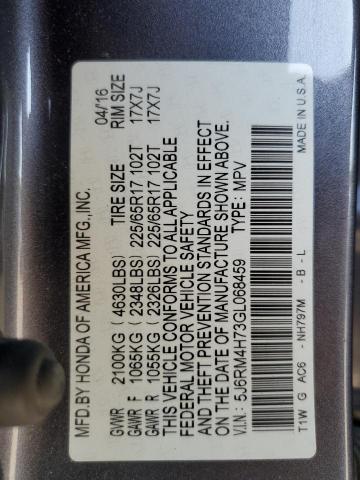 MFD.BY HONDA OF AMERICA MFG.,INC. 04/16
GVWR 2100KG ( 4630LBS) TIRE SIZE RIM SIZE
GAWR F 1065KG ( 2348LBS) 225/65R17 102T 17X7J
GAWR R 1055KG ( 2326LBS) 225/65R17 102T 17X7J
THIS VEHICLE CONFORMS TO ALL APPLICABLE
FEDERAL MOTOR VEHICLE SAFETY
AND THEFT PREVENTION STANDARDS IN EFFECT
ON THE DATE OF MANUFACTURE SHOWN ABOVE.
V.I.N.: 5J6RM4H73GL068459 TYPE: MPV
T1W G AC6 - NH797M - B - L MADE IN U.S.A.